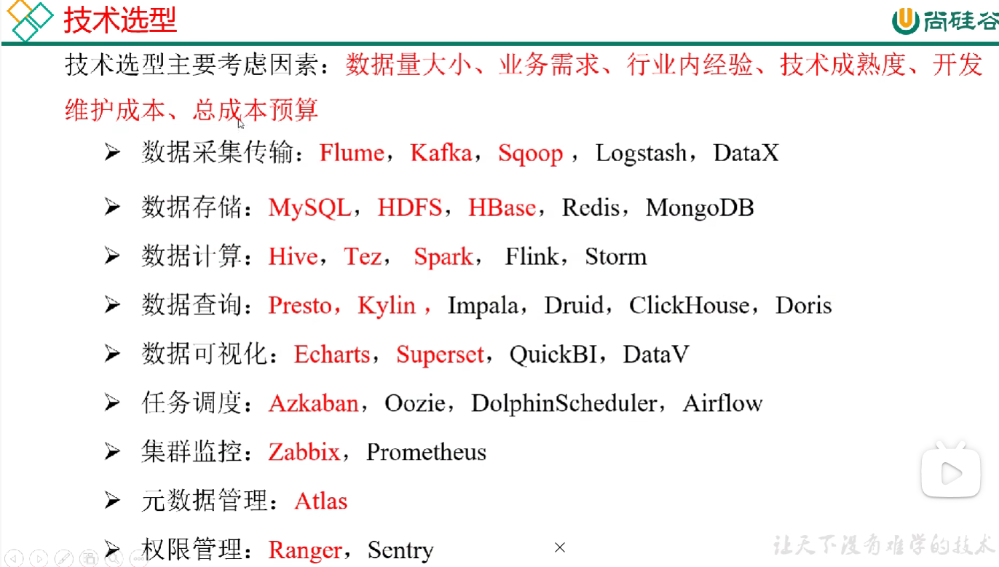 技术选型
尚硅谷
技术选型主要考虑因素：数据量大小、业务需求、行业内经验、技术成熟度、开发
维护成本、总成本预算
数据采集传输：Flume，Kafka，Sqoop，Logstash，DataX
数据存储：MySQL，HDFS，HBase，Redis，MongoDB
数据计算：Hive，Tez，Spark，Flink，Storm
数据查询：Presto，Kylin，Impala，Druid，ClickHouse，Doris
数据可视化：Echarts，Superset，QuickBI，DataV
任务调度：Azkaban，Oozie，DolphinScheduler，Airflow
集群监控：Zabbix，Prometheus
元数据管理：Atlas
权限管理：Ranger，Sentry
让天下没有难学的技术